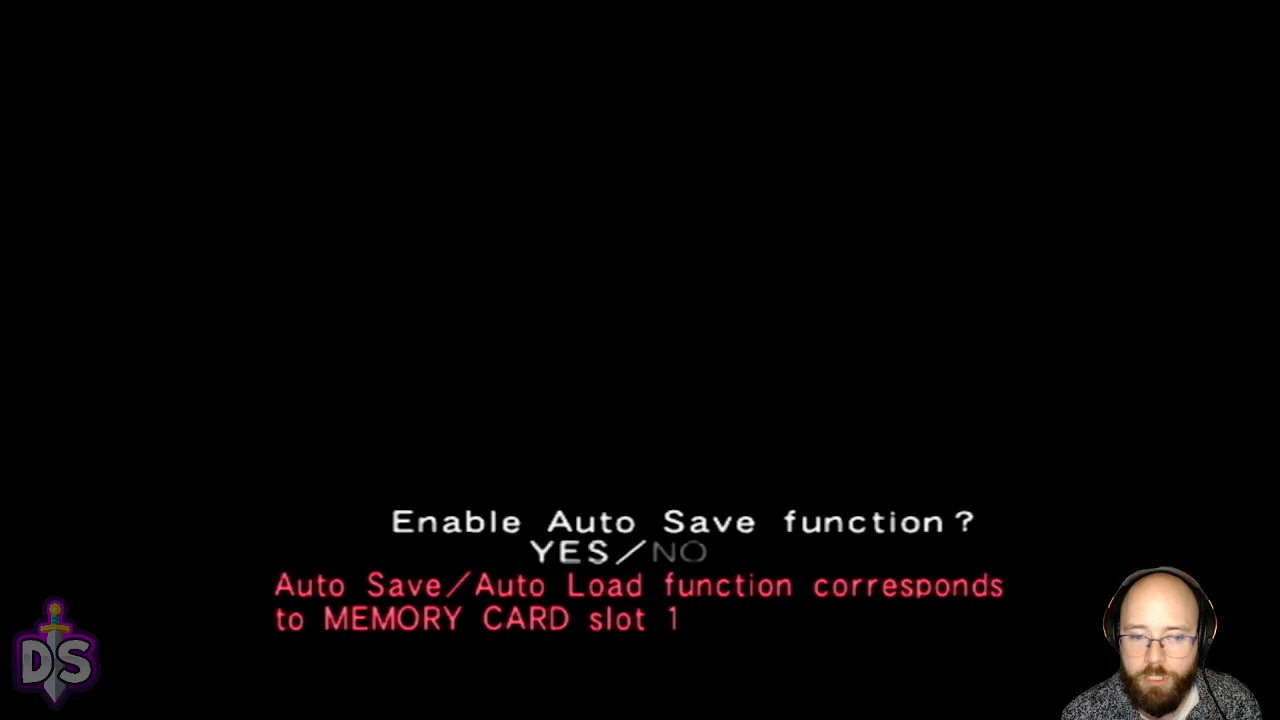 Enable Auto Save function?
YES/NO
Auto Save/Auto Load function corresponds
to MEMORY CARD slot 1
DS